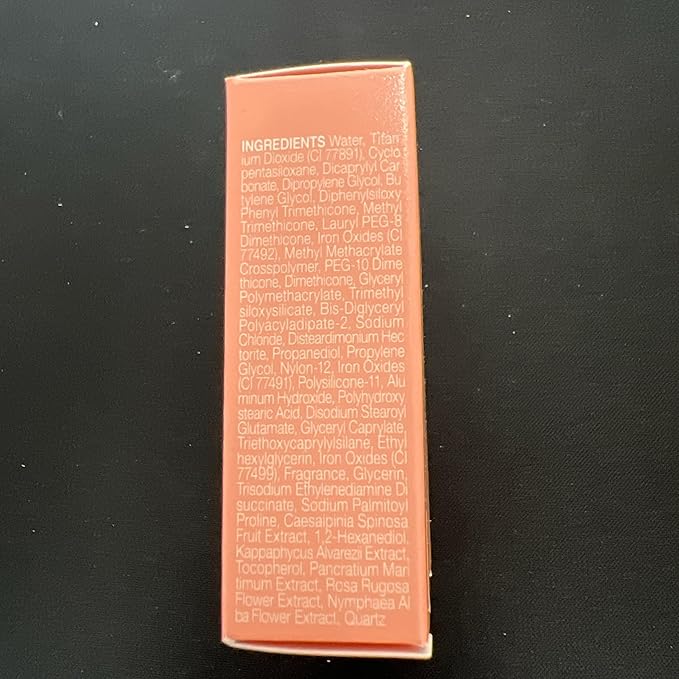 INGREDIENTS Water, Titan
ium Dioxide (CI 77891), Cyclo
pentasiloxane, Dicaprylyl Car
bonate, Dipropylene Glycol, Bu
tylene Glycol, Diphenylsiloxy
Phenyl Trimethicone, Methyl
Trimethicone, Lauryl PEG-8
Dimethicone, Iron Oxides (CI
77492), Methyl Methacrylate
Crosspolymer, PEG-10 Dime
thicone, Dimethicone, Glyceryl
Polymethacrylate, Trimethyl
siloxysilicate, Bis-Diglyceryl
Polyacyladipate-2, Sodium
Chloride, Disteardimonium Hec
torite, Propanediol, Propylene
Glycol, Nylon-12, Iron Oxides
(CI 77491), Polysilicone-11, Alu
minum Hydroxide, Polyhydroxy
stearic Acid, Disodium Stearoyl
Glutamate, Glyceryl Caprylate,
Triethoxycaprylylsilane, Ethyl
hexylglycerin, Iron Oxides (CI
77499), Fragrance, Glycerin,
Trisodium Ethylenediamine Di
succinate, Sodium Palmitoyl
Proline, Caesalpinia Spinosa
Fruit Extract, 1,2-Hexanediol,
Kappaphycus Alvarezii Extract,
Tocopherol, Pancratium Mari
timum Extract, Rosa Rugosa
Flower Extract, Nymphaea Al
ba Flower Extract, Quartz